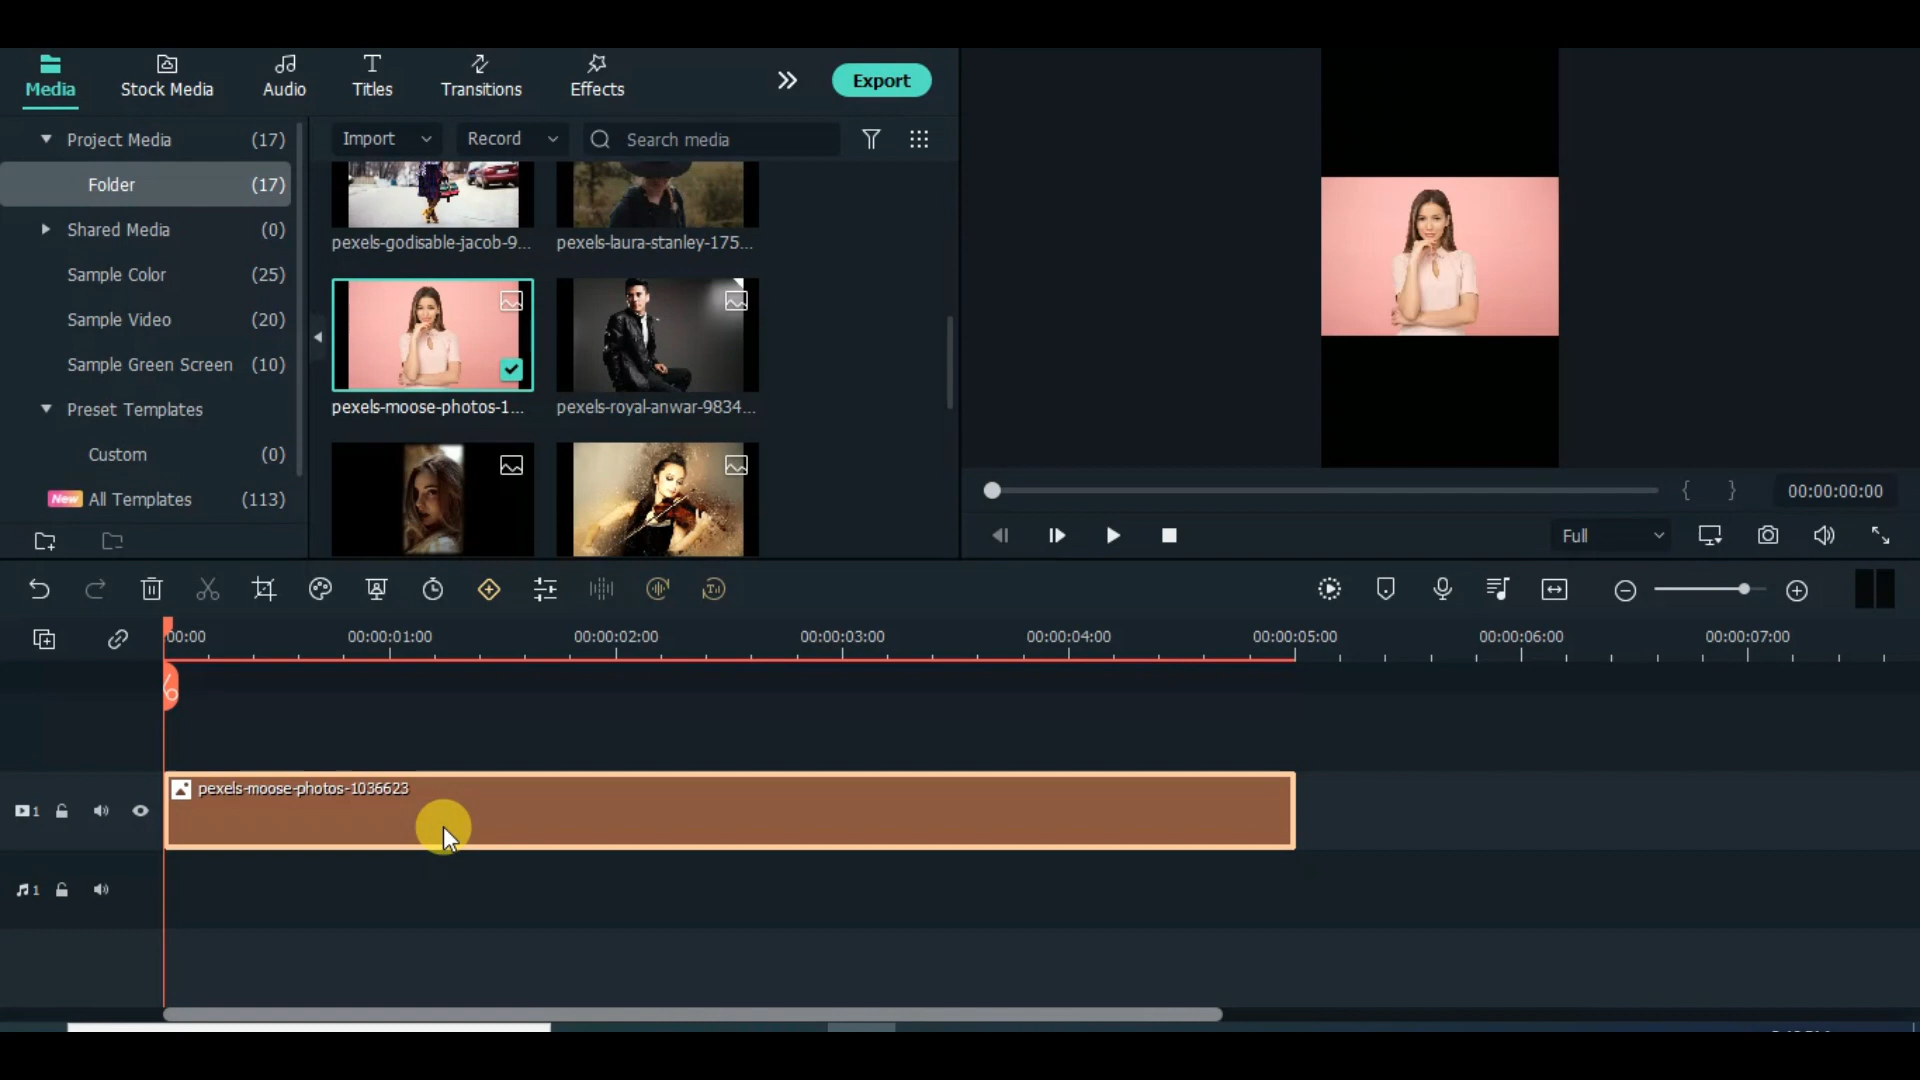 Media
Stock Media
Audio
Titles
Transitions
Effects
Export
Project Media (17)
Folder (17)
Shared Media (0)
Sample Color (25)
Sample Video (20)
Sample Green Screen (10)
Preset Templates
Custom (0)
New All Templates (113)
Import
Record
Search media
pexels-godisable-jacob-9...
pexels-laura-stanley-175...
pexels-moose-photos-1...
pexels-royal-anwar-9834...
00:00:00:00
Full
00:00
00:00:01:00
00:00:02:00
00:00:03:00
00:00:04:00
00:00:05:00
00:00:06:00
00:00:07:00
pexels-moose-photos-1036623
1
1